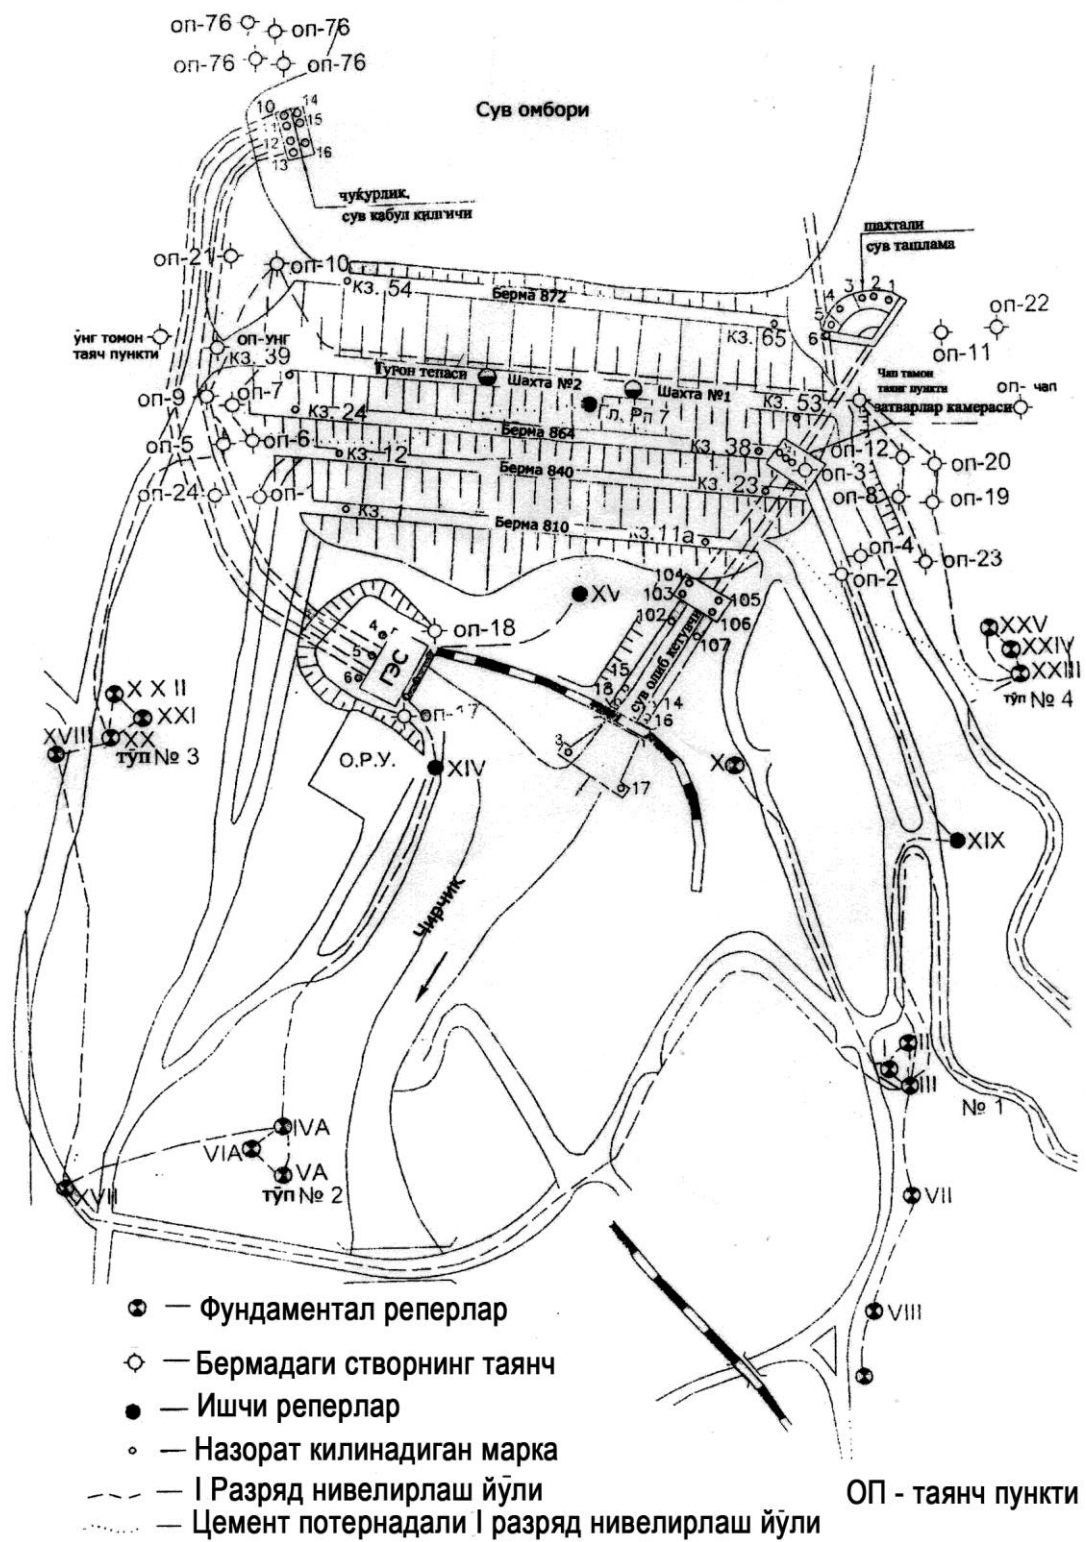 оп-76
оп-76
оп-76
оп-76
Сув омбори
10
14
11
15
12
13
16
чуқурлик,
сув кабул килгичи
шахтали
сув ташлама
оп-21
оп-10
Кз. 54
Берма 872
Кз. 65
3 2 1
4
5
6
оп-22
оп-11
ўнг томон
таяч пункти
оп-унг
Кз. 39
Туғон тепаси
Шахта №2
Шахта №1
Чап тамон
таянч пункти
затварлар камераси
оп- чап
оп-9
оп-7
Кз. 24
п. Рп 7
Кз. 53
Берма 864
оп-5
оп-6
Кз. 12
Кз. 38
оп-12
оп-20
Берма 840
оп-3
оп-24
оп-
Кз. 23
оп-8
оп-19
Кз. 1
Берма 810
з.11а
оп-4
оп-23
оп-2
104
103
105
102
106
107
XV
4
г
5
6
ГЭС
оп-18
сув олиб кетувчи
15
18
14
16
XXV
XXIV
XXIII
тўп № 4
X X II
XXI
XVIII
XX
тўп № 3
оп-17
О.Р.У.
XIV
3
17
X
XIX
Чирчик
II
III
№ 1
IVA
VIA
VA
тўп № 2
XVII
VII
VIII
Фундаментал реперлар
Бермадаги створнинг таянч
Ишчи реперлар
Назорат килинадиган марка
I Разряд нивелирлаш йўли
ОП - таянч пункти
Цемент потернадали I разряд нивелирлаш йўли